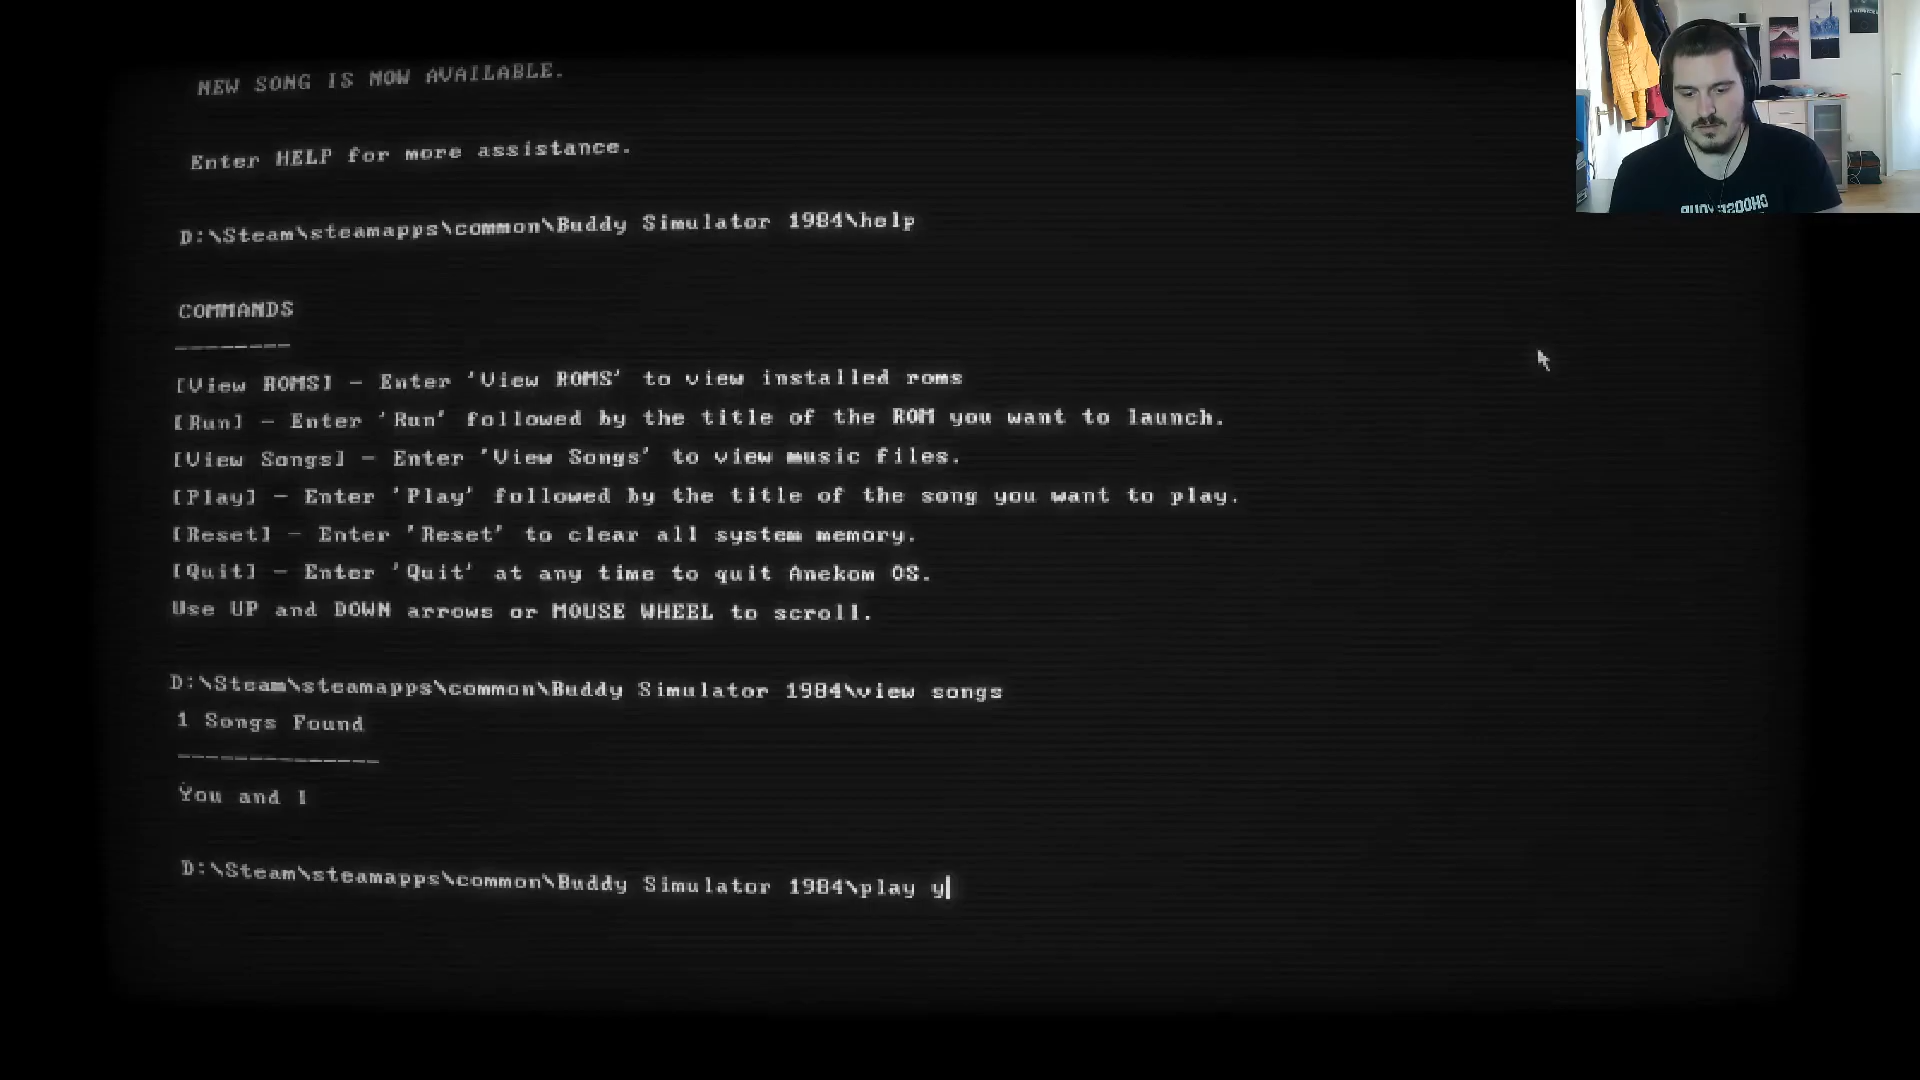 NEW SONG IS NOW AVAILABLE.
Enter HELP for more assistance.
D:\Steam\steamapps\common\Buddy Simulator 1984\help
COMMANDS
--------
[View ROMS] - Enter 'View ROMS' to view installed roms
[Run] - Enter 'Run' followed by the title of the ROM you want to launch.
[View Songs] - Enter 'View Songs' to view music files.
[Play] - Enter 'Play' followed by the title of the song you want to play.
[Reset] - Enter 'Reset' to clear all system memory.
[Quit] - Enter 'Quit' at any time to quit Anekom OS.
Use UP and DOWN arrows or MOUSE WHEEL to scroll.
D:\Steam\steamapps\common\Buddy Simulator 1984\view songs
1 Songs Found
--------------
You and I
D:\Steam\steamapps\common\Buddy Simulator 1984\play y
CHOOSE YOUR